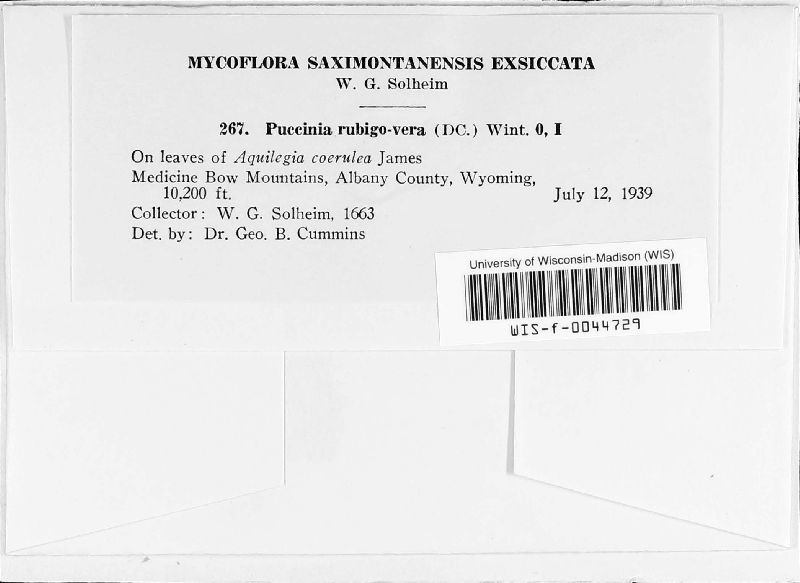 MYCOFLORA SAXIMONTANENSIS EXSICCATA
W. G. Solheim
267. Puccinia rubigo-vera (DC.) Wint. 0, I
On leaves of Aquilegia coerulea James
Medicine Bow Mountains, Albany County, Wyoming,
10,200 ft. July 12, 1939
Collector: W. G. Solheim, 1663
Det. by: Dr. Geo. B. Cummins
University of Wisconsin-Madison (WIS)
WIS-f-0044729